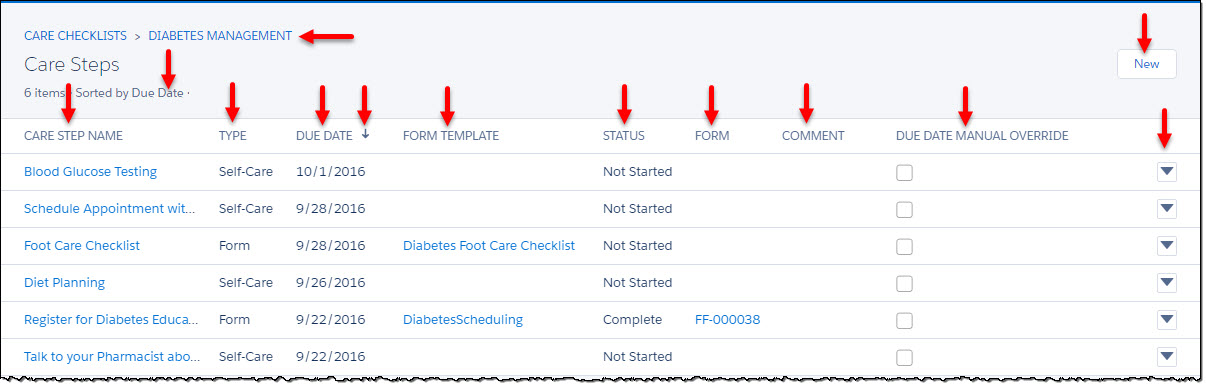 CARE CHECKLISTS > DIABETES MANAGEMENT
Care Steps
New
6 items · Sorted by Due Date ·
CARE STEP NAME TYPE DUE DATE ↓ FORM TEMPLATE STATUS FORM COMMENT DUE DATE MANUAL OVERRIDE
Blood Glucose Testing Self-Care 10/1/2016 Not Started
Schedule Appointment wit... Self-Care 9/28/2016 Not Started
Foot Care Checklist Form 9/28/2016 Diabetes Foot Care Checklist Not Started
Diet Planning Self-Care 9/26/2016 Not Started
Register for Diabetes Educa... Form 9/22/2016 DiabetesScheduling Complete FF-000038
Talk to your Pharmacist abo... Self-Care 9/22/2016 Not Started